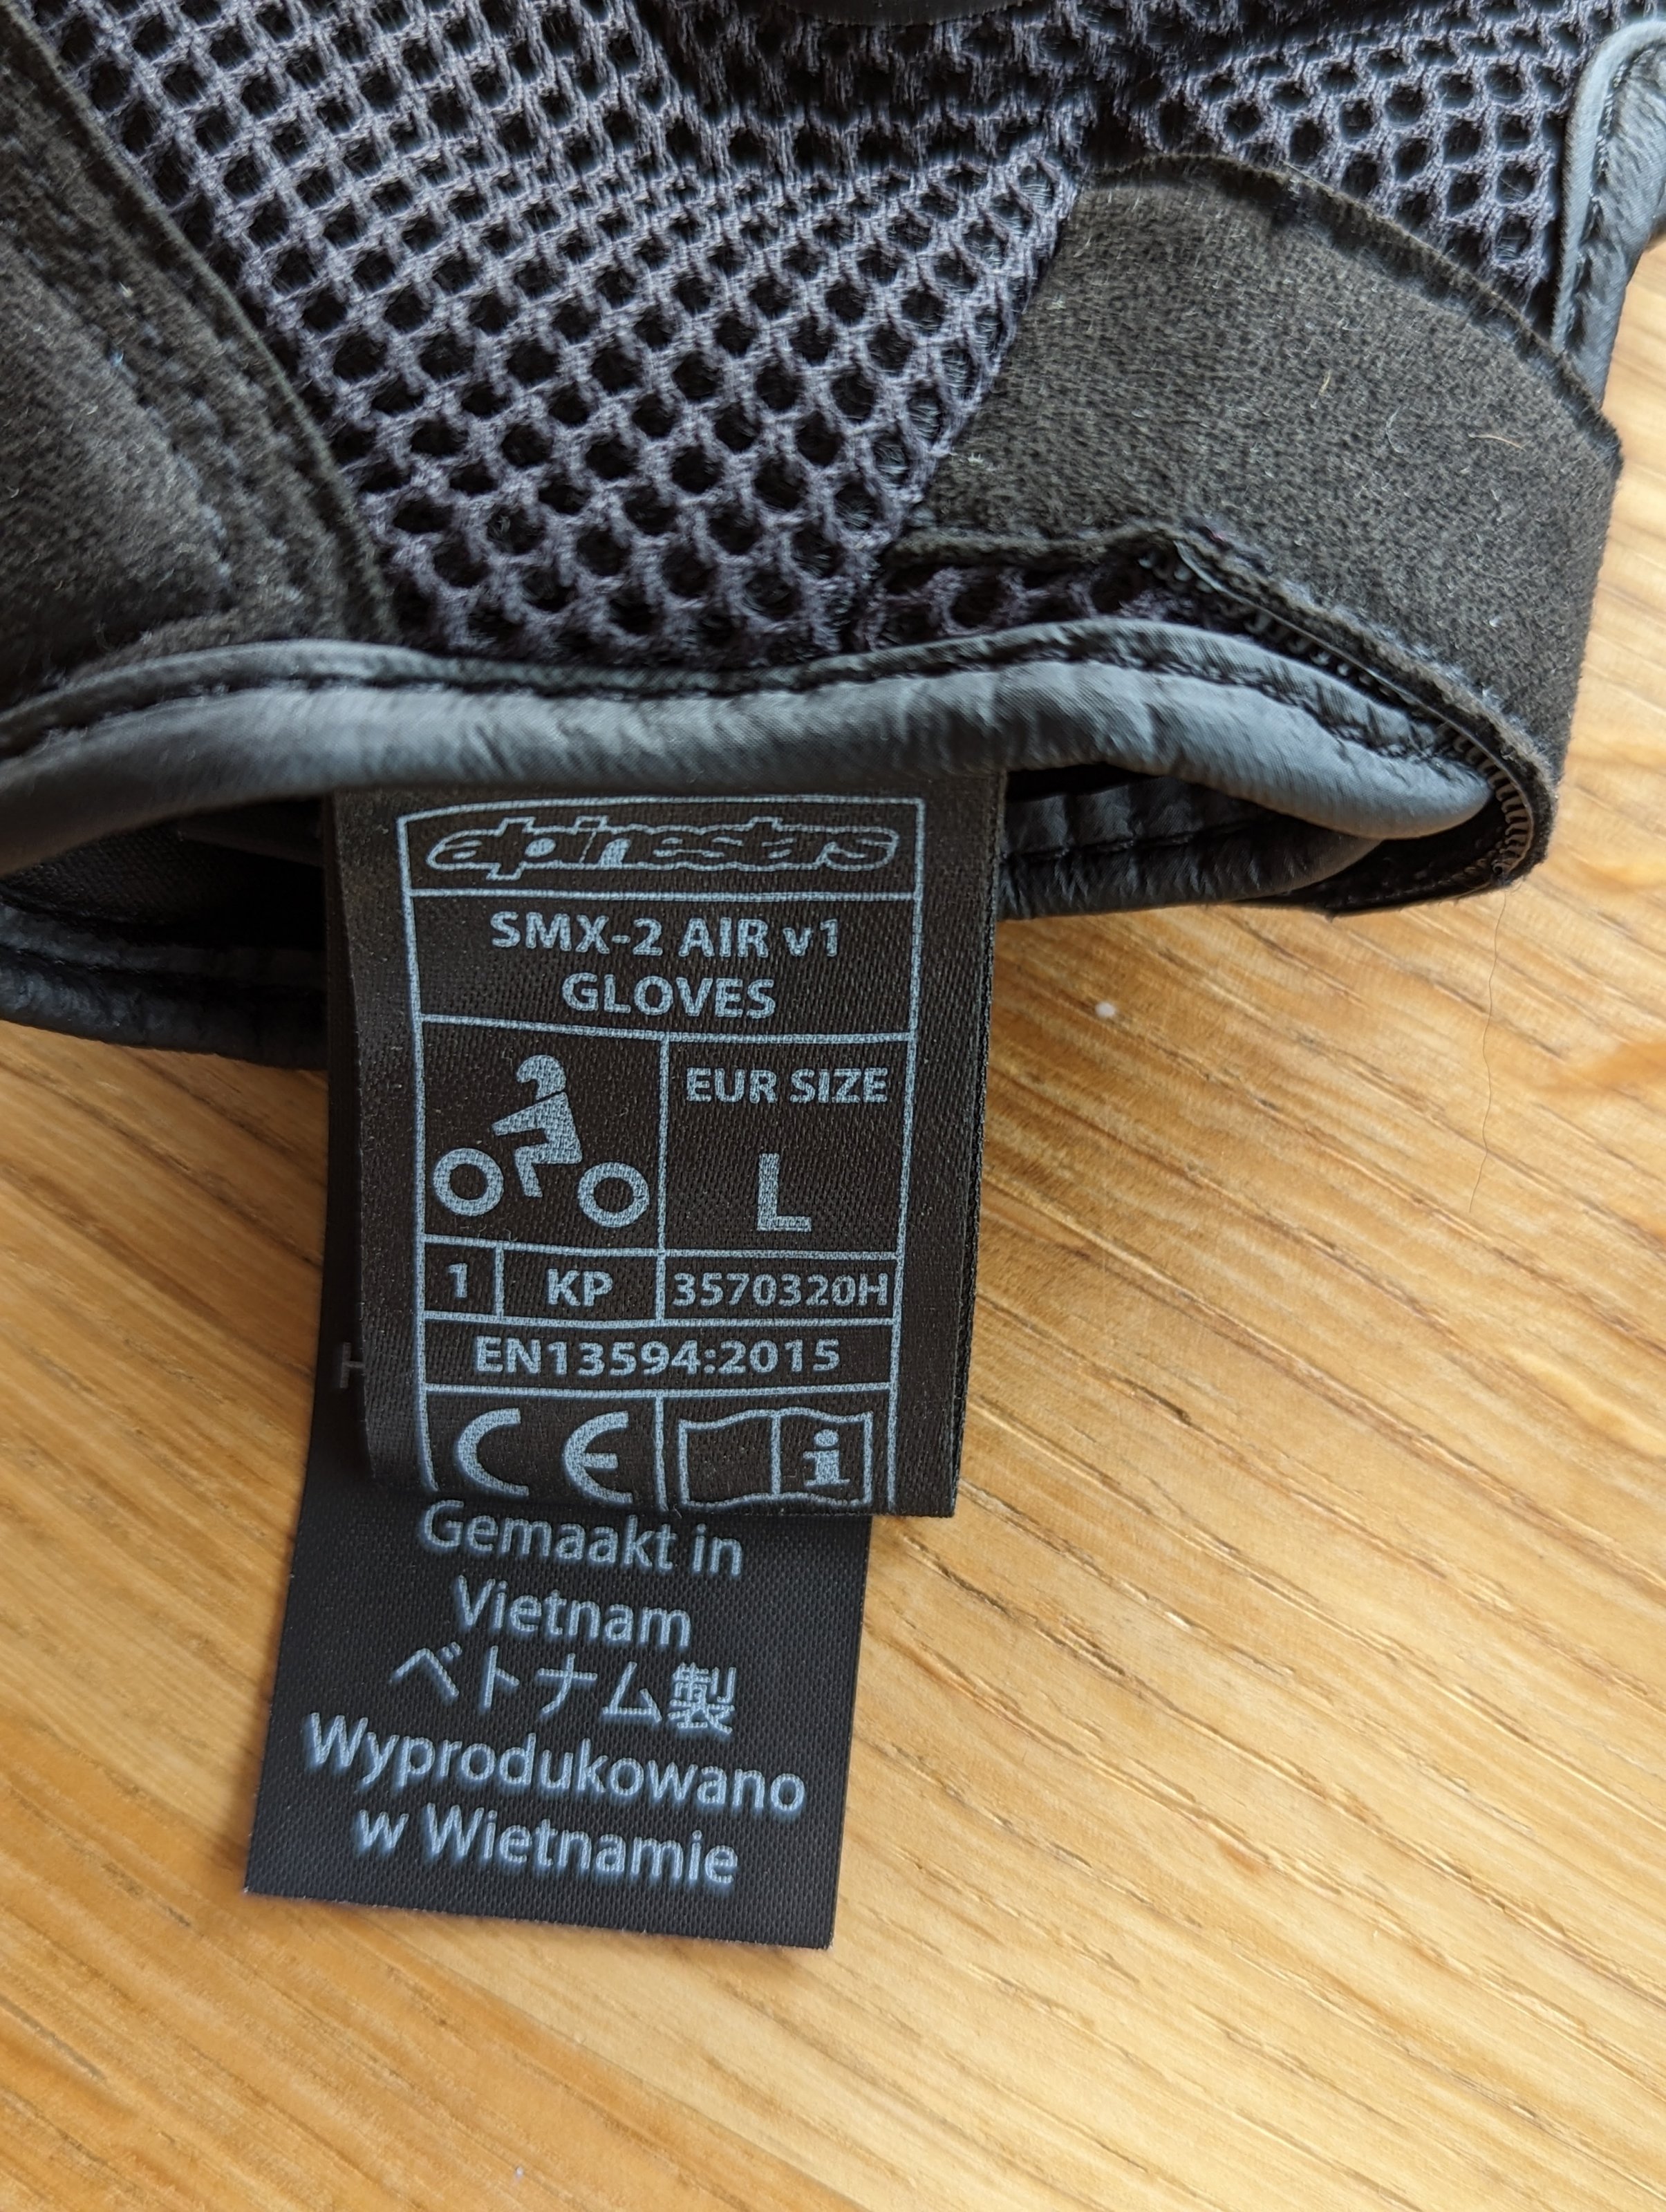 alpinestars
SMX-2 AIR v1
GLOVES
EUR SIZE
L
1 KP 3570320H
EN13594:2015
CE i
Gemaakt in
Vietnam
ベトナム製
Wyprodukowano
w Wietnamie